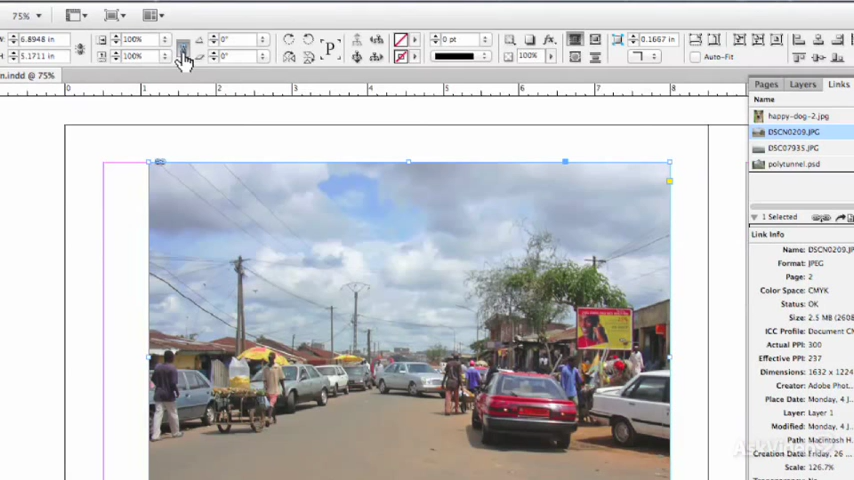 75%
W: 6.8948 in 100% 0° P 0 pt fx. 0.1667 in
H: 5.1711 in 100% 0° 100% Auto-Fit
n.indd @ 75%
0 1 2 3 4 5 6 7 8
Pages Layers Links
Name
happy-dog-2.jpg
DSCN0209.JPG
DSC07935.JPG
polytunnel.psd
1 Selected
Link Info
Name: DSCN0209.JP
Format: JPEG
Page: 2
Color Space: CMYK
Status: OK
Size: 2.5 MB (2608
ICC Profile: Document C
Actual PPI: 300
Effective PPI: 237
Dimensions: 1632 x 1224
Creator: Adobe Phot
Place Date: Monday, 4 J
Layer: Layer 1
Modified: Monday, 4 J
Path: Macintosh H
Creation Date: Friday, 26
Scale: 126.7%